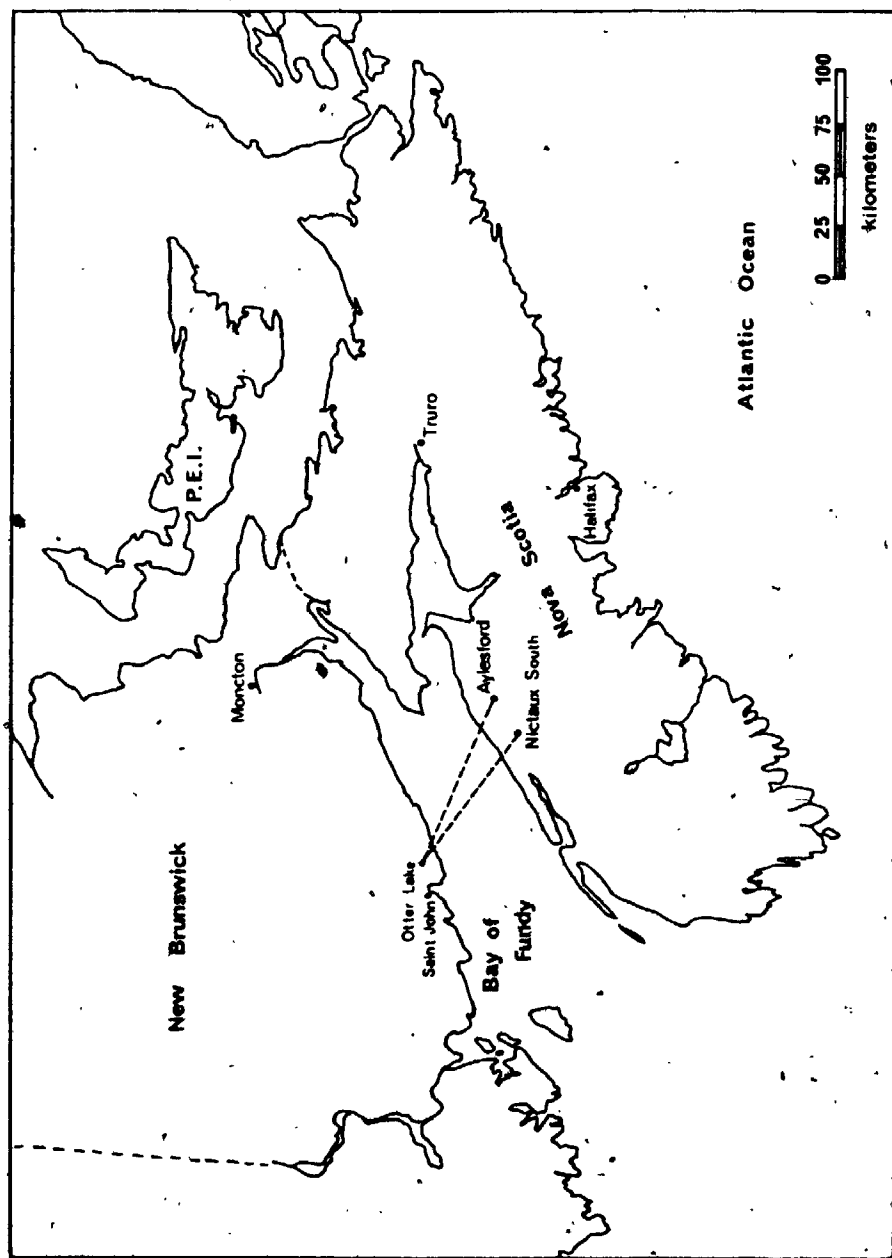 New Brunswick
P.E.I.
Moncton
Truro
Otter Lake
Saint John
Bay of
Fundy
Aylesford
Nictaux South
Nova Scotia
Halifax
Atlantic Ocean
0 25 50 75 100
kilometers